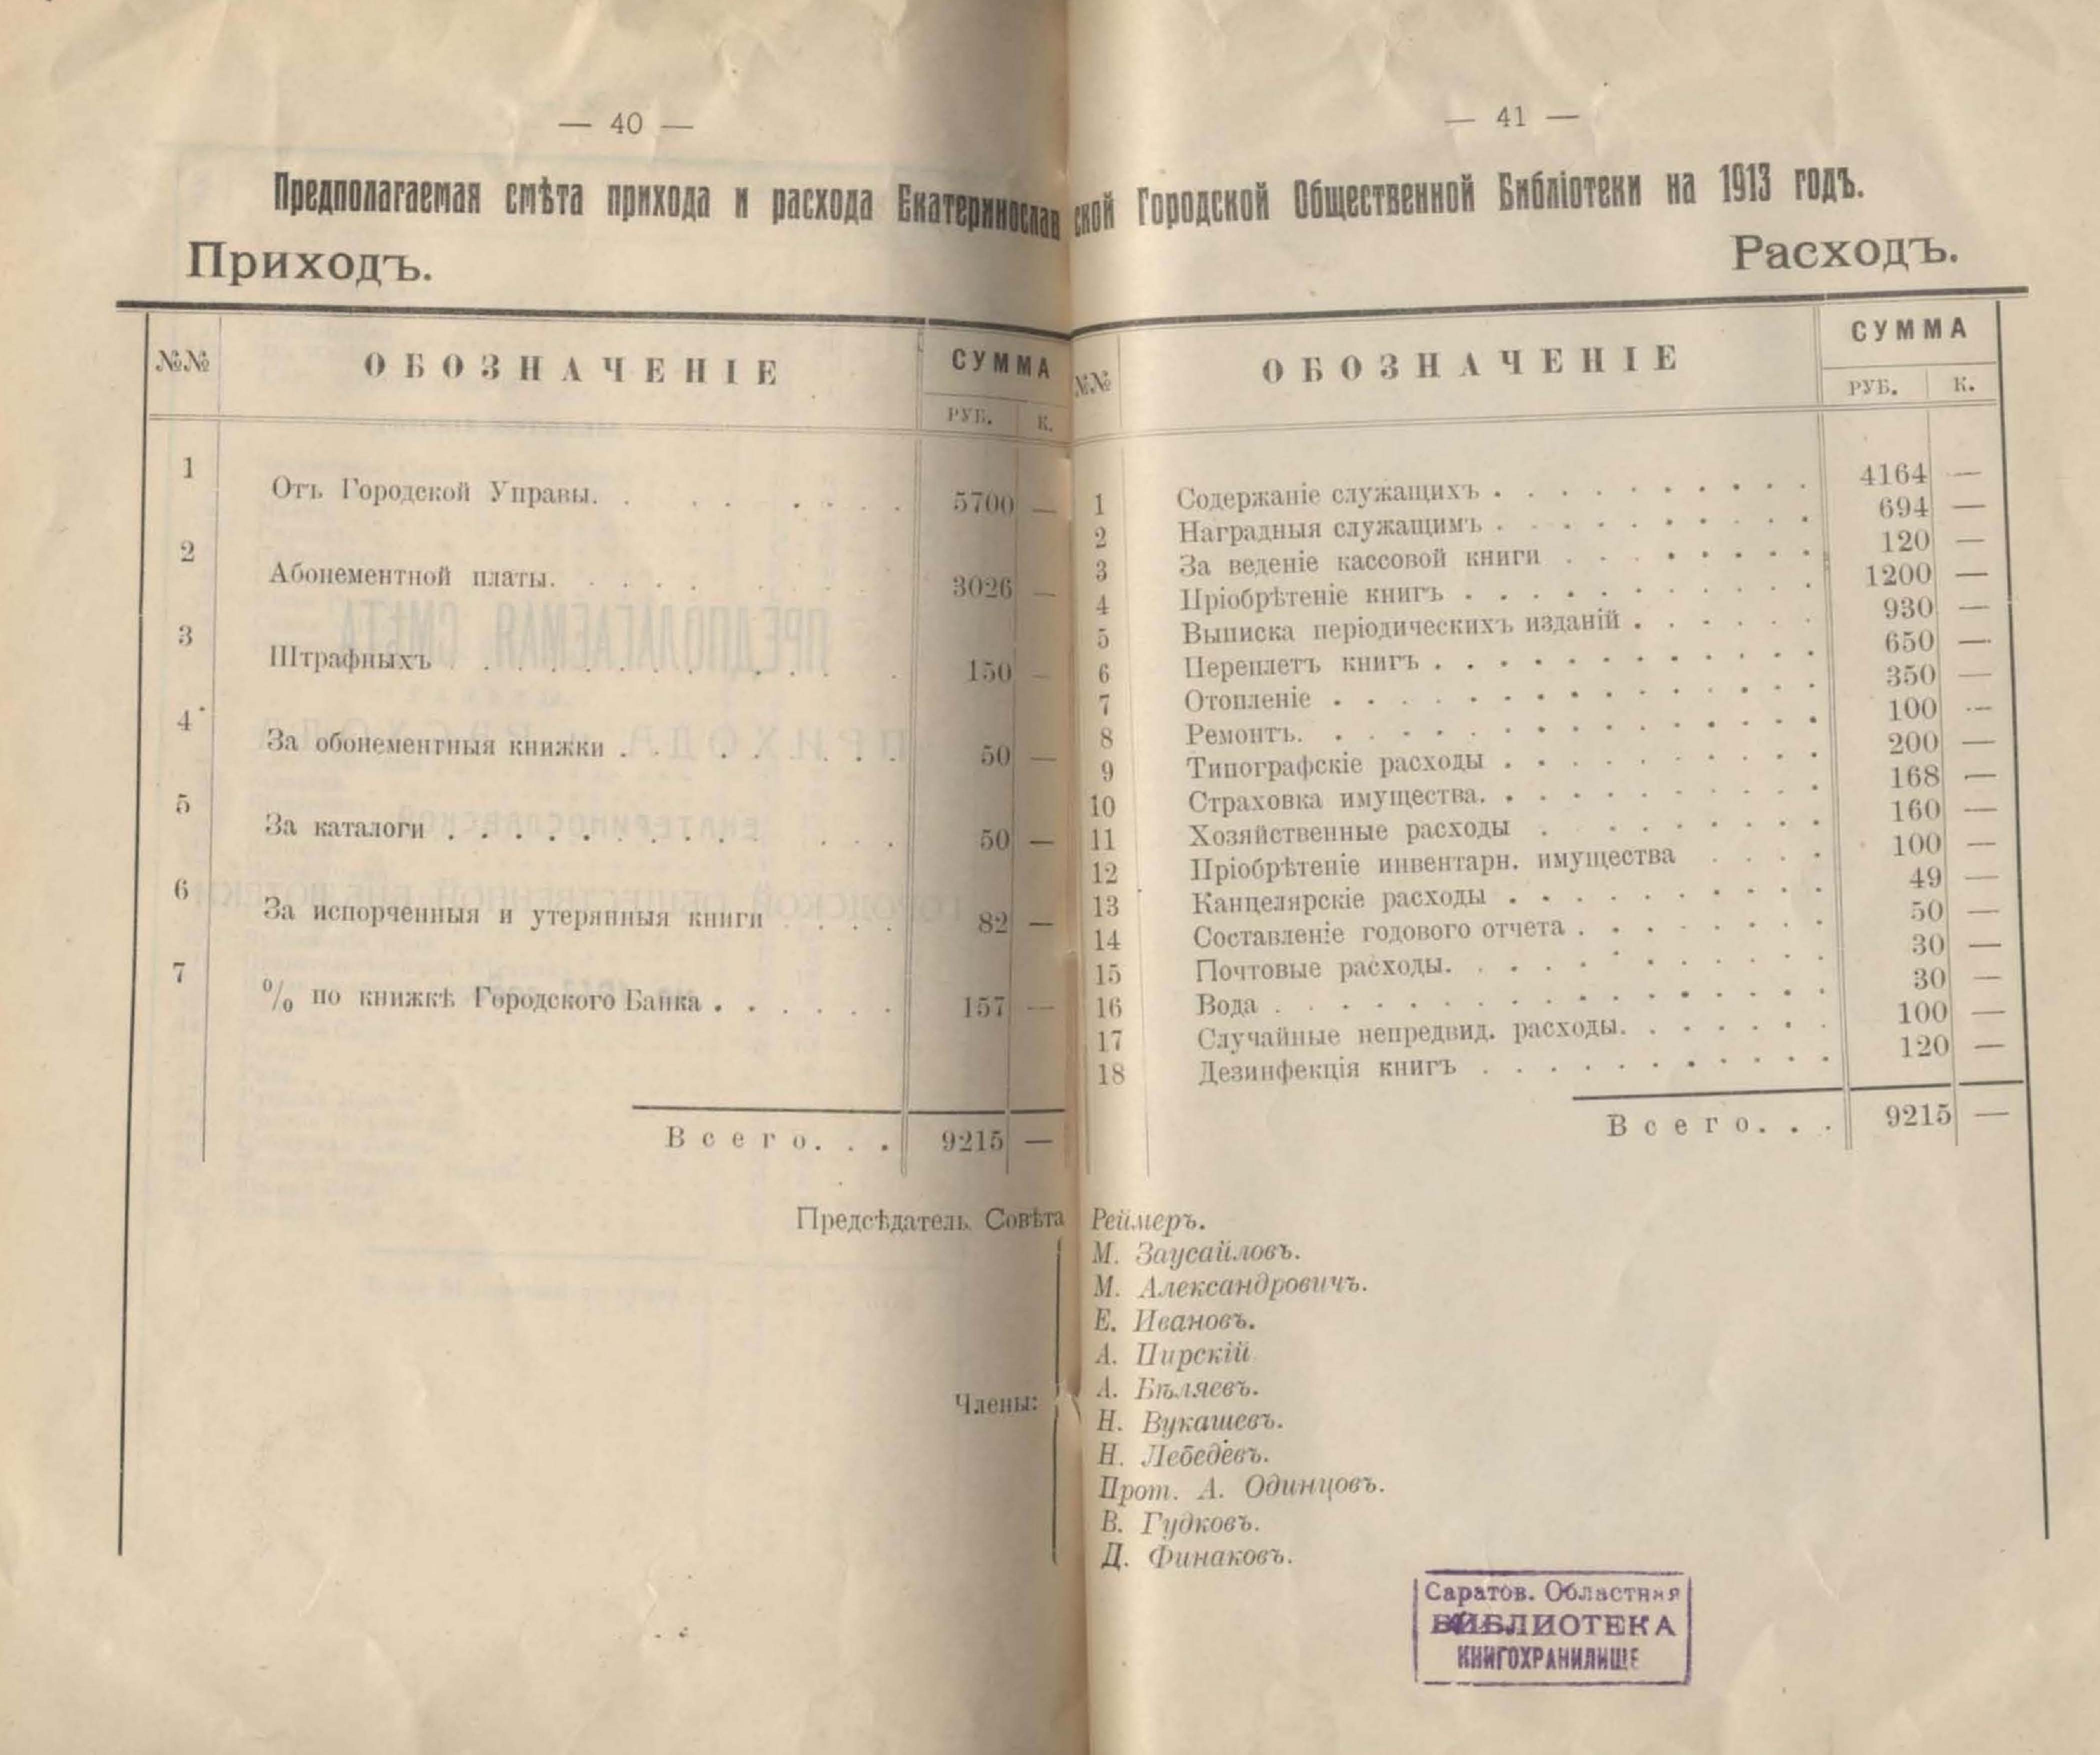 — 40 —
— 41 —
Предполагаемая смѣта прихода и расхода Екатеринославской Городской Общественной Библіотеки на 1913 годъ.
Приходъ.
№№ ОБОЗНАЧЕНІЕ СУММА
РУБ. К.
1 Отъ Городской Управы. . . . . . . . 5700 —
2 Абонементной платы. . . . . . . . 3026 —
3 Штрафныхъ . . . . . . . . . . . . 150 —
4 За обонементныя книжки . . . . . . . 50 —
5 За каталоги . . . . . . . . . . . . 50 —
6 За испорченныя и утерянныя книги . . . . 82 —
7 % по книжкѣ Городского Банка . . . . . . 157 —
Всего. . . 9215 —
Расходъ.
№№ ОБОЗНАЧЕНІЕ СУММА
РУБ. К.
1 Содержаніе служащихъ . . . . . . . . . . 4164 —
2 Наградныя служащимъ . . . . . . . . . . 694 —
3 За веденіе кассовой книги . . . . . . . . 120 —
4 Пріобрѣтеніе книгъ . . . . . . . . . . . 1200 —
5 Выписка періодическихъ изданій . . . . . . 930 —
6 Переплетъ книгъ . . . . . . . . . . . . 650 —
7 Отопленіе . . . . . . . . . . . . . . 350 —
8 Ремонтъ. . . . . . . . . . . . . . . 100 —
9 Типографскіе расходы . . . . . . . . . . 200 —
10 Страховка имущества. . . . . . . . . . . 168 —
11 Хозяйственные расходы . . . . . . . . 160 —
12 Пріобрѣтеніе инвентарн. имущества . . . . 100 —
13 Канцелярскіе расходы . . . . . . . . . . 49 —
14 Составленіе годового отчета . . . . . . . . 50 —
15 Почтовые расходы. . . . . . . . . . . . 30 —
16 Вода . . . . . . . . . . . . . . . . 30 —
17 Случайные непредвид. расходы. . . . . . . 100 —
18 Дезинфекція книгъ . . . . . . . . . . . 120 —
Всего. . . 9215 —
Предсѣдатель Совѣта Реймеръ.
Члены:
М. Заусайловъ.
М. Александровичъ.
Е. Ивановъ.
А. Пирскій
А. Бѣляевъ.
Н. Вукашевъ.
Н. Лебедевъ.
Прот. А. Одинцовъ.
В. Гудковъ.
Д. Финаковъ.
Саратов. Областная
БИБЛИОТЕКА
КНИГОХРАНИЛИЩЕ